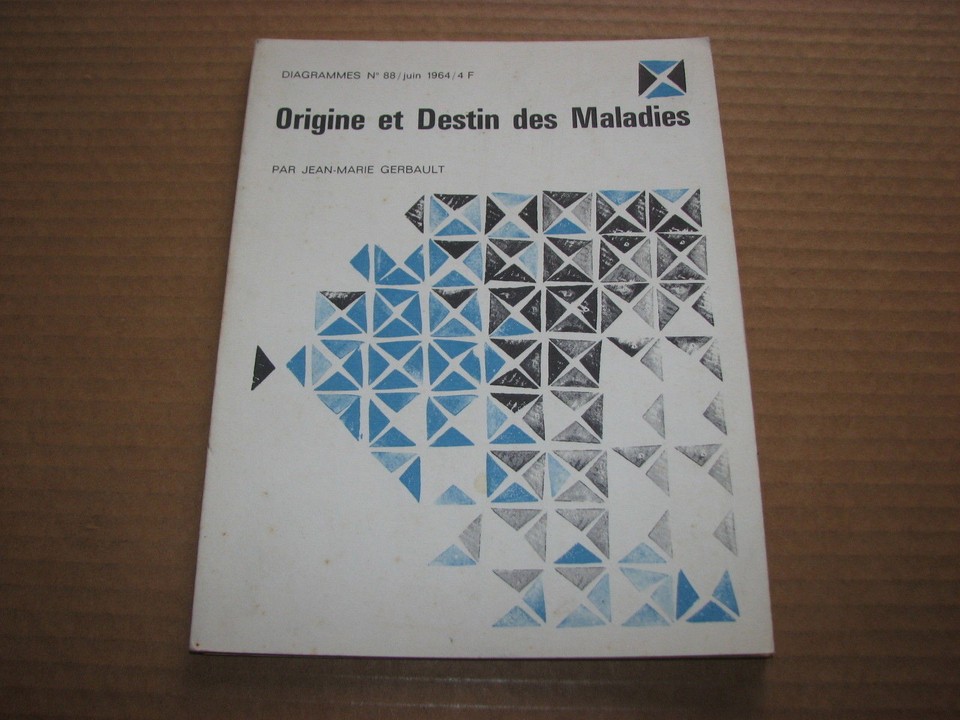 DIAGRAMMES N° 88/juin 1964/4 F
Origine et Destin des Maladies
PAR JEAN-MARIE GERBAULT